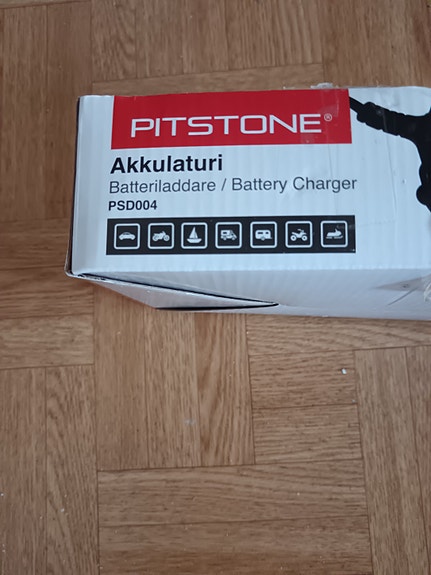 PITSTONE®
Akkulaturi
Batteriladdare / Battery Charger
PSD004